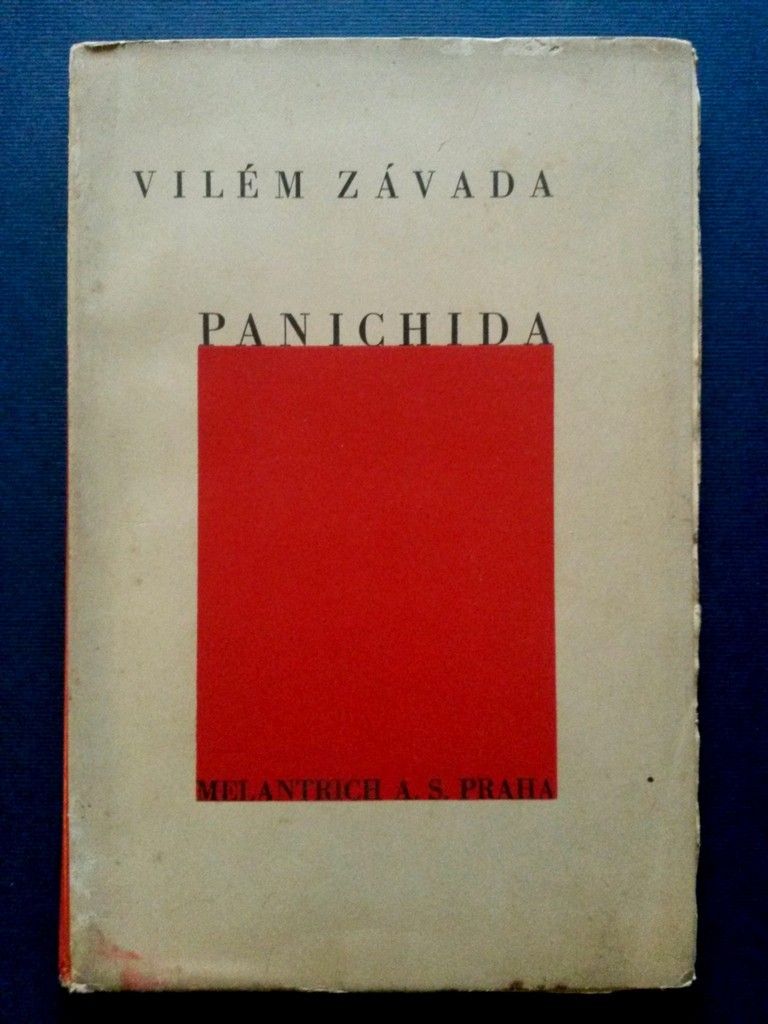 VILÉM ZÁVADA
PANICHIDA
MELANTRICH A. S. PRAHA